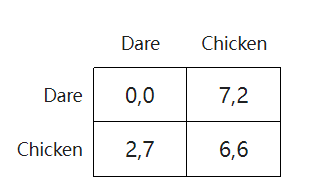 Dare Chicken
Dare 0,0 7,2
Chicken 2,7 6,6